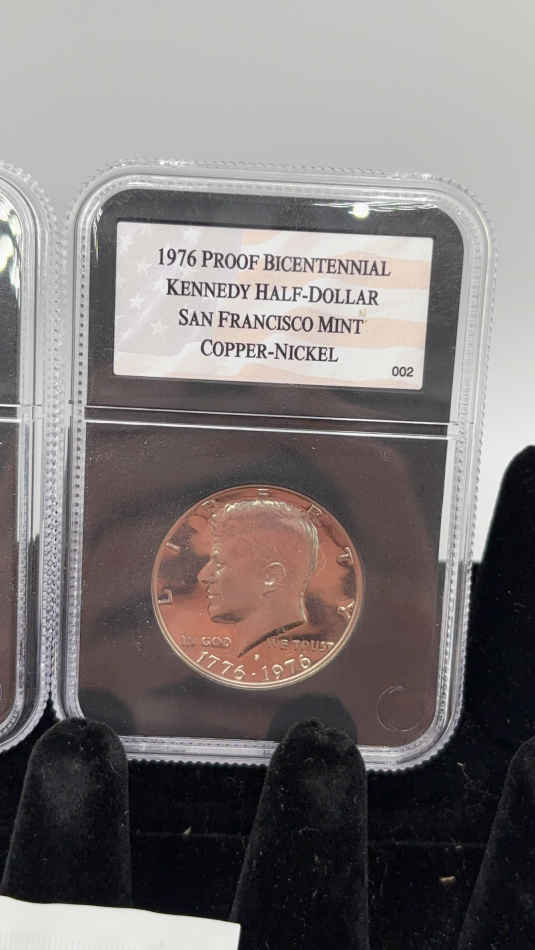 1976 PROOF BICENTENNIAL
KENNEDY HALF-DOLLAR
SAN FRANCISCO MINT
COPPER-NICKEL
002
LIBERTY
IN GOD WE TRUST
1776 · 1976